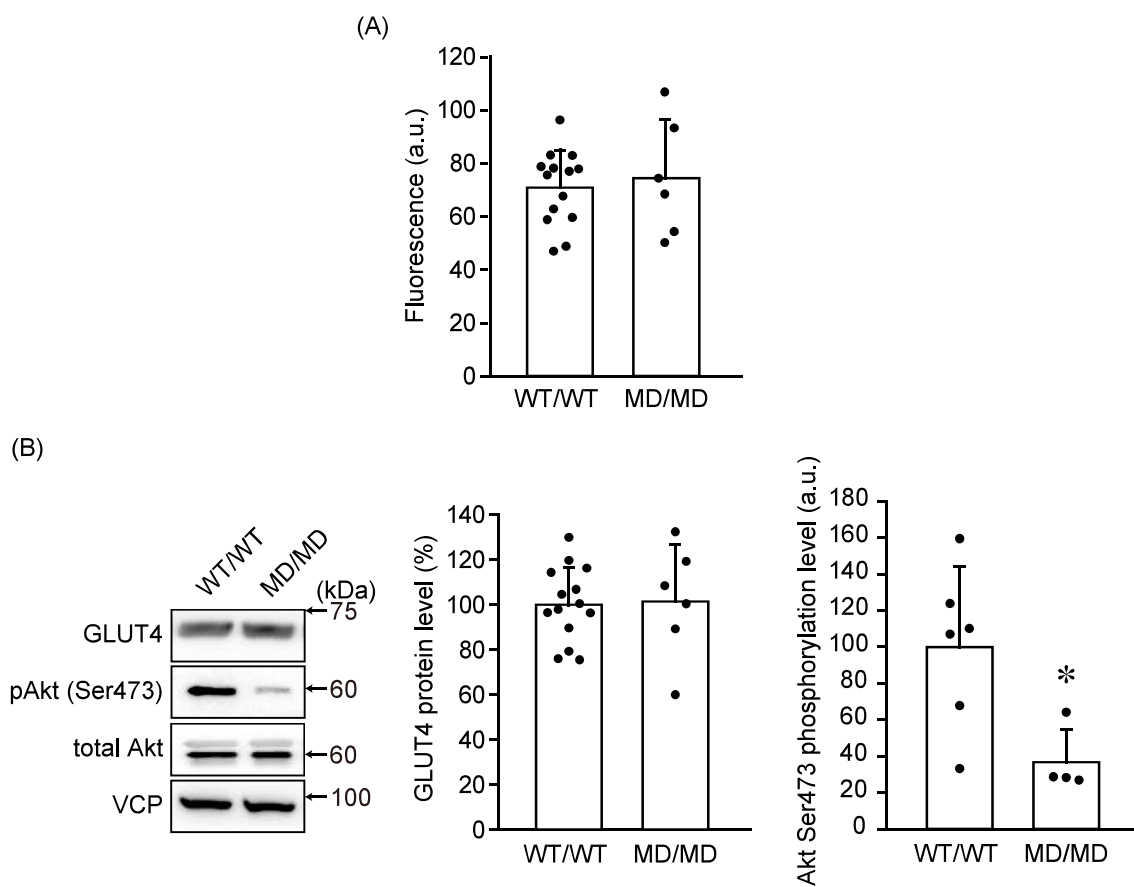 (A)
Fluorescence (a.u.)
120
100
80
60
40
20
0
WT/WT MD/MD
(B)
WT/WT MD/MD (kDa)
GLUT4 75
pAkt (Ser473) 60
total Akt 60
VCP 100
GLUT4 protein level (%)
140
120
100
80
60
40
20
0
WT/WT MD/MD
Akt Ser473 phosphorylation level (a.u.)
180
160
140
120
100
80
60
40
20
0
*
WT/WT MD/MD